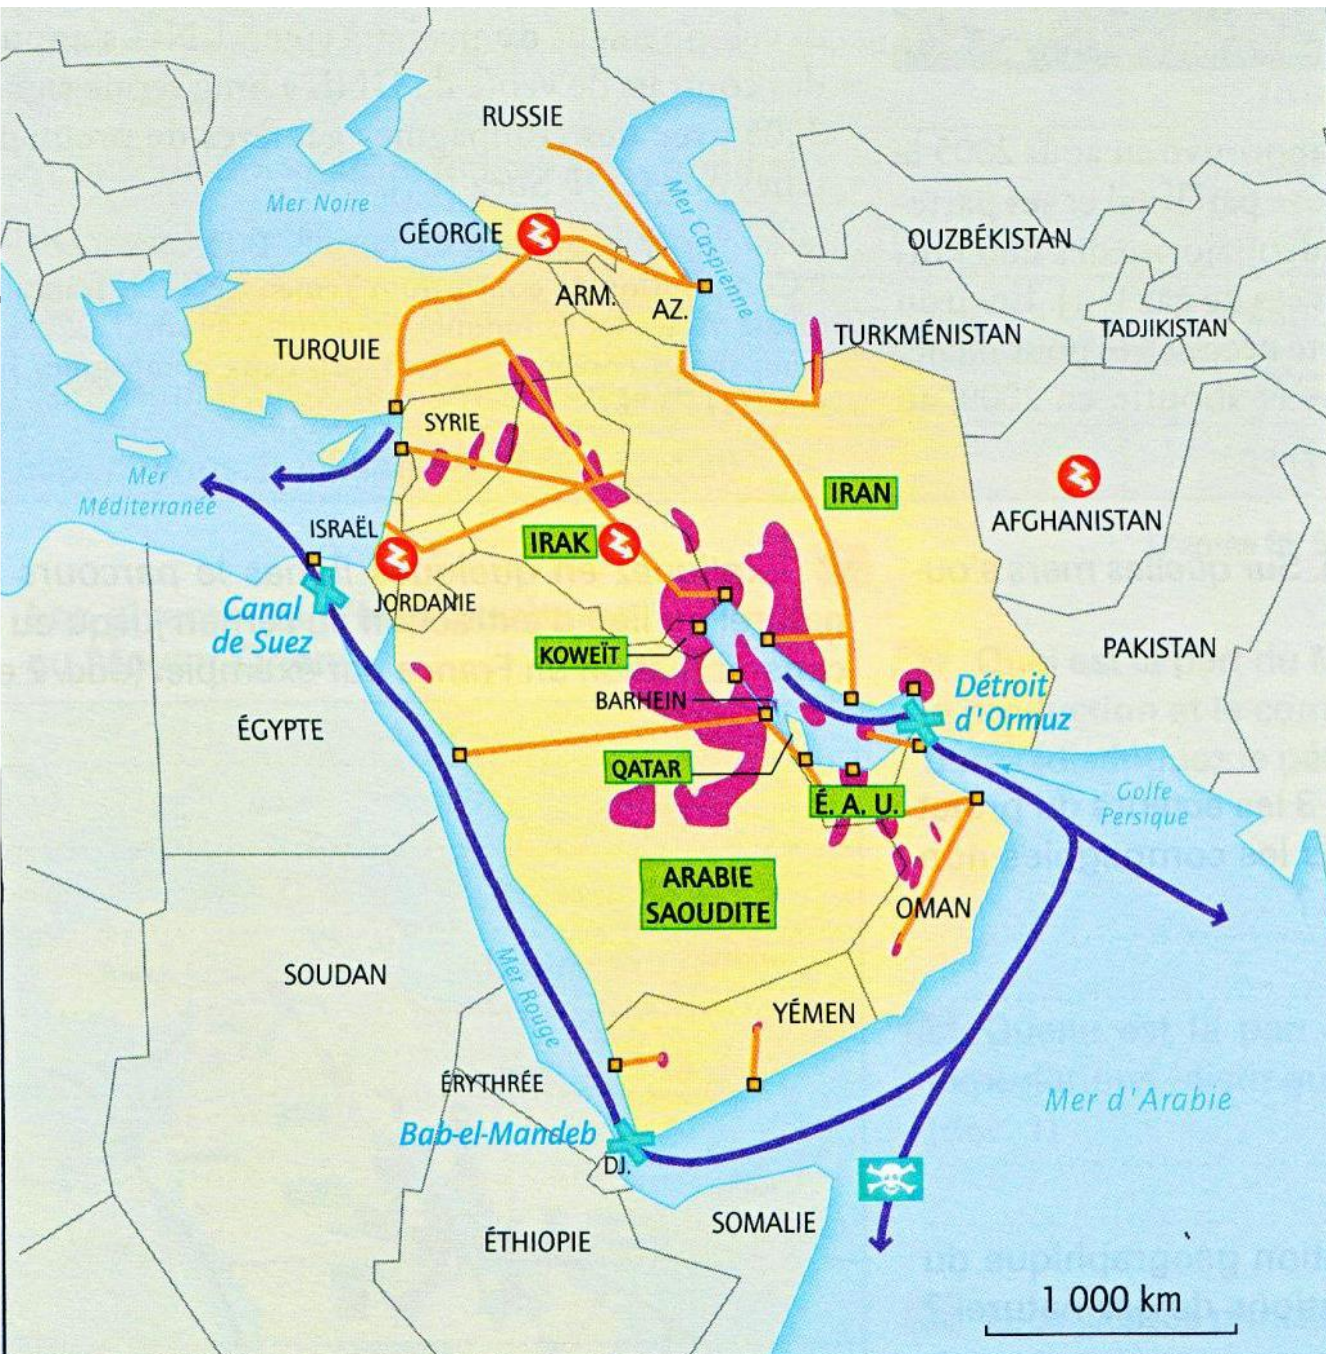 RUSSIE
Mer Noire
Mer Caspienne
GÉORGIE
OUZBÉKISTAN
ARM.
AZ.
TURQUIE
TURKMÉNISTAN
TADJIKISTAN
SYRIE
Mer
Méditerranée
IRAN
ISRAËL
IRAK
AFGHANISTAN
Canal
de Suez
JORDANIE
KOWEÏT
PAKISTAN
BARHEIN
Détroit
d'Ormuz
ÉGYPTE
QATAR
É. A. U.
Golfe
Persique
ARABIE
SAOUDITE
OMAN
SOUDAN
Mer Rouge
YÉMEN
ÉRYTHRÉE
Mer d'Arabie
Bab-el-Mandeb
DJ.
SOMALIE
ÉTHIOPIE
1 000 km